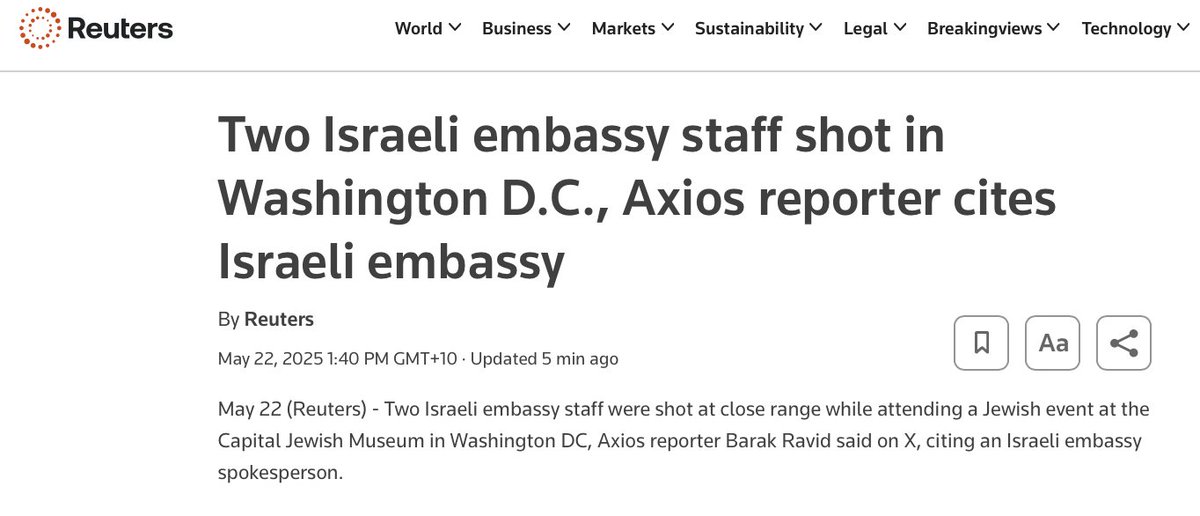 Reuters
World Business Markets Sustainability Legal Breakingviews Technology
Two Israeli embassy staff shot in
Washington D.C., Axios reporter cites
Israeli embassy
By Reuters
May 22, 2025 1:40 PM GMT+10 · Updated 5 min ago
Aa
May 22 (Reuters) - Two Israeli embassy staff were shot at close range while attending a Jewish event at the
Capital Jewish Museum in Washington DC, Axios reporter Barak Ravid said on X, citing an Israeli embassy
spokesperson.